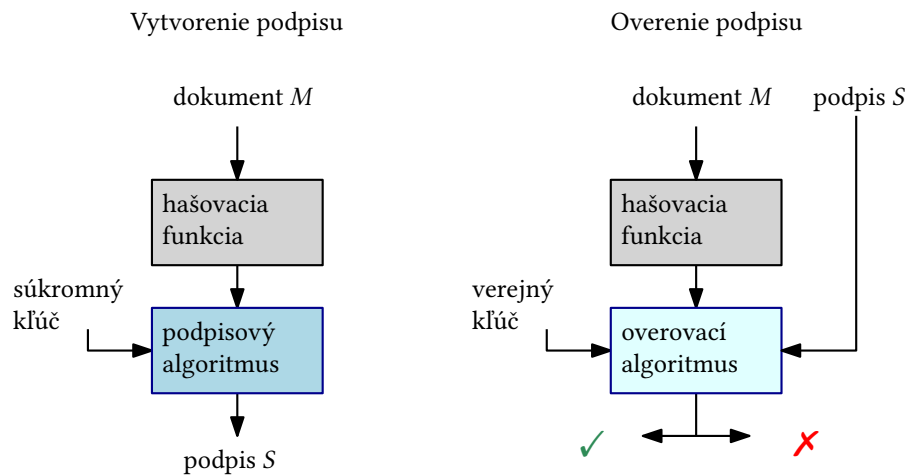 Vytvorenie podpisu
dokument M
hašovacia
funkcia
súkromný
kľúč
podpisový
algoritmus
podpis S
Overenie podpisu
dokument M
podpis S
hašovacia
funkcia
verejný
kľúč
overovací
algoritmus
✓
✗